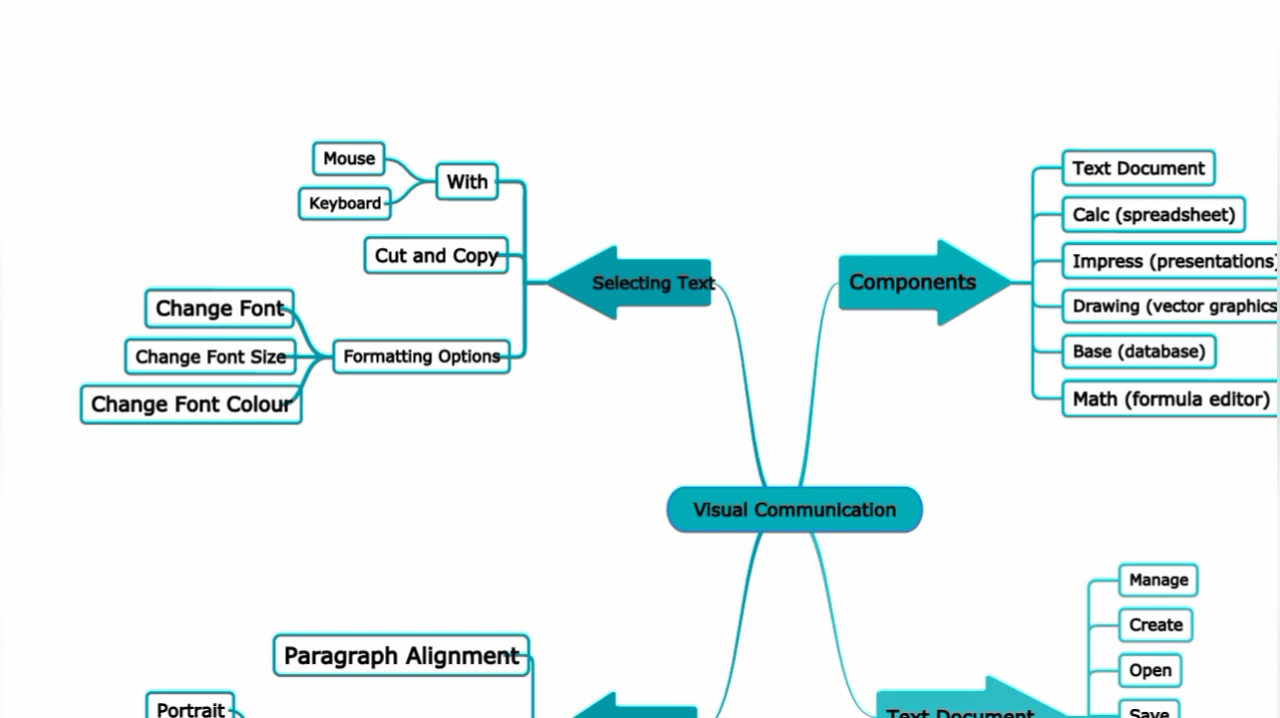 Mouse
With
Keyboard
Cut and Copy
Selecting Text
Change Font
Change Font Size
Formatting Options
Change Font Colour
Components
Text Document
Calc (spreadsheet)
Impress (presentations)
Drawing (vector graphics
Base (database)
Math (formula editor)
Visual Communication
Paragraph Alignment
Portrait
Text Document
Manage
Create
Open
Save